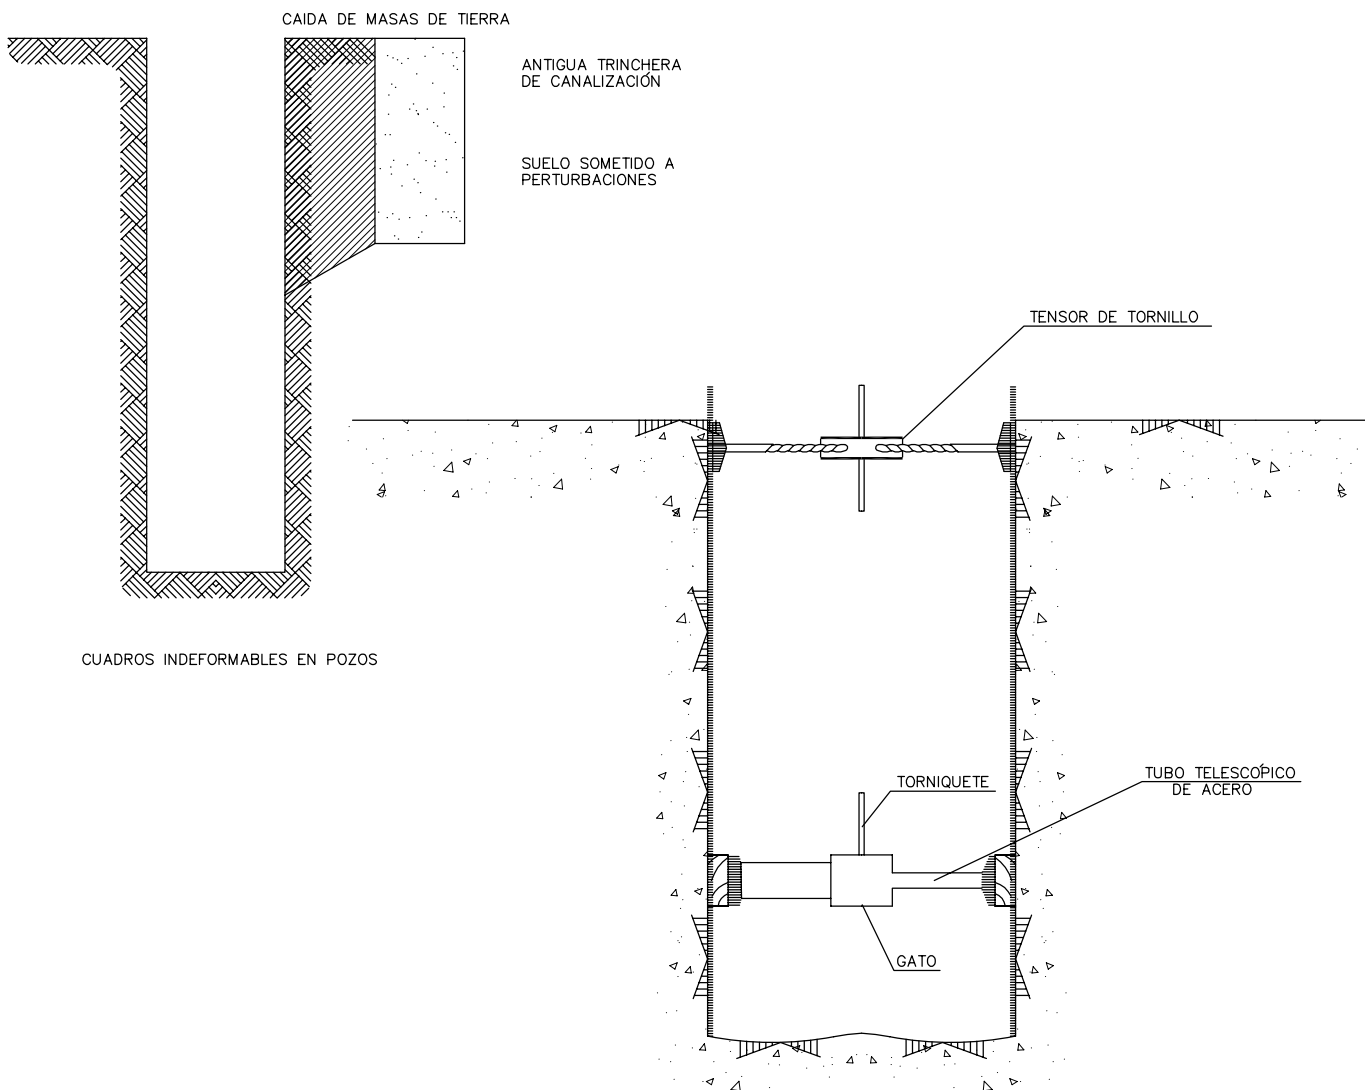 CAIDA DE MASAS DE TIERRA
ANTIGUA TRINCHERA
DE CANALIZACIÓN
SUELO SOMETIDO A
PERTURBACIONES
TENSOR DE TORNILLO
CUADROS INDEFORMABLES EN POZOS
TORNIQUETE
TUBO TELESCÓPICO
DE ACERO
GATO